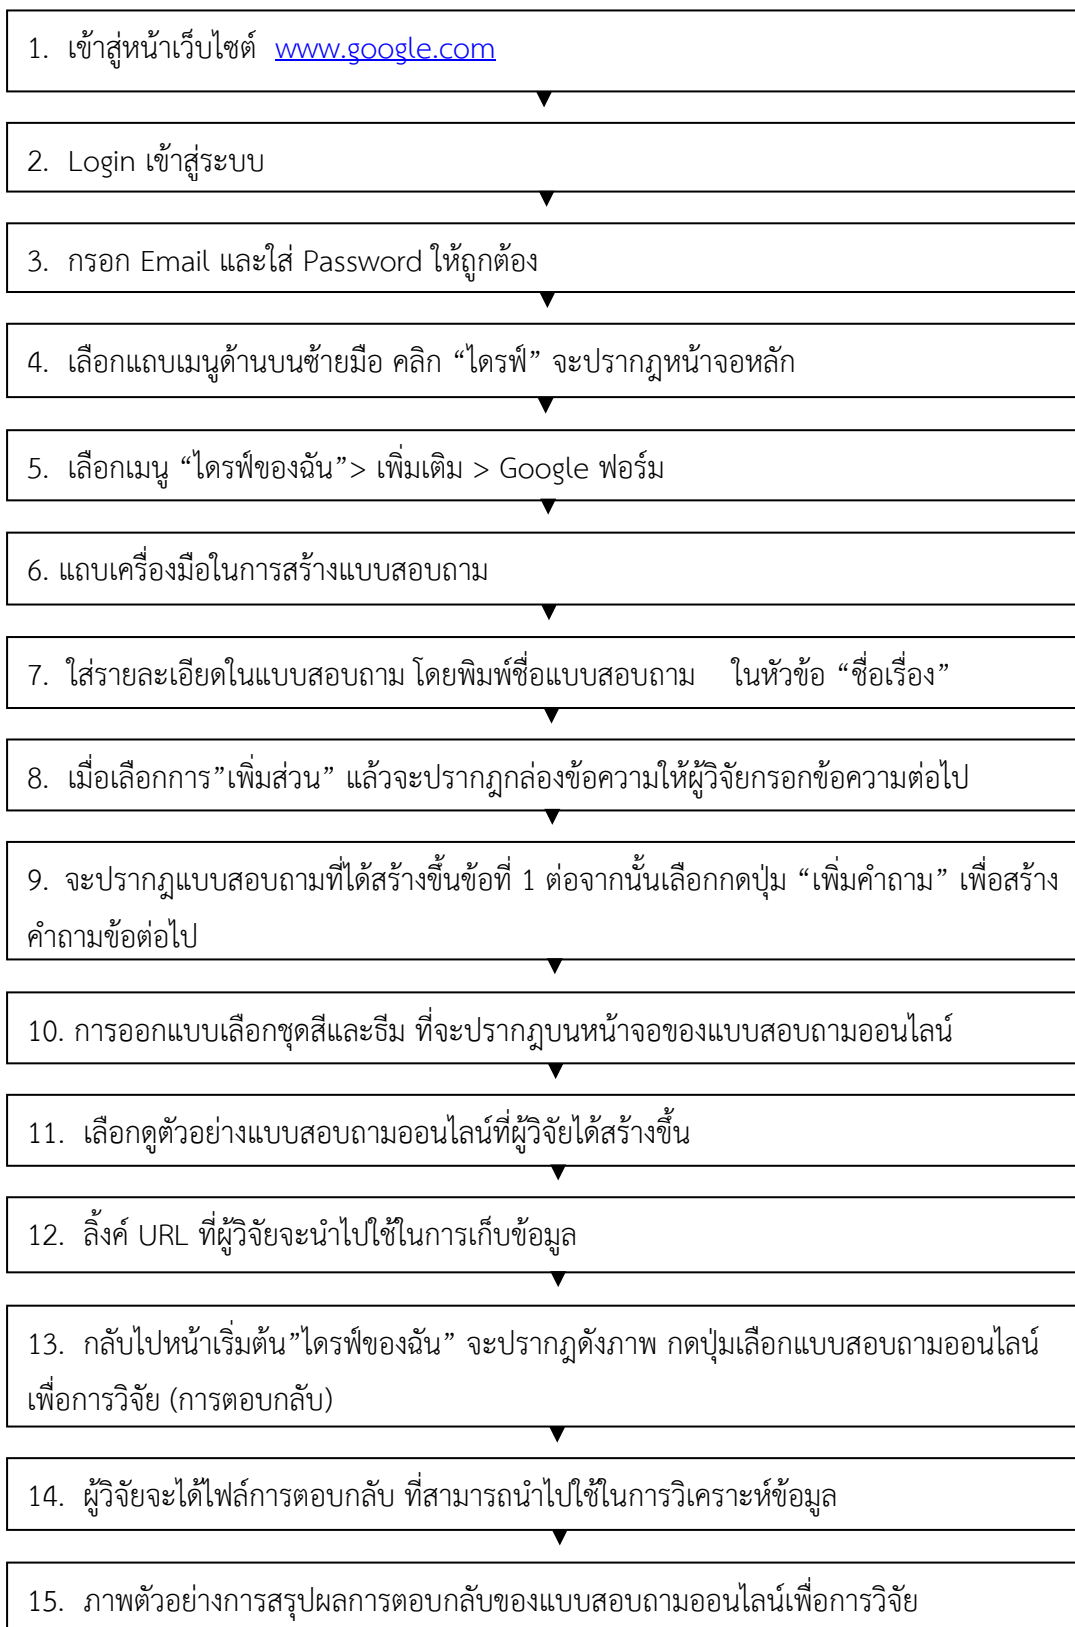 1. เข้าสู่หน้าเว็บไซต์ www.google.com
2. Login เข้าสู่ระบบ
3. กรอก Email และใส่ Password ให้ถูกต้อง
4. เลือกแถบเมนูด้านบนซ้ายมือ คลิก “ไดรฟ์” จะปรากฎหน้าจอหลัก
5. เลือกเมนู “ไดรฟ์ของฉัน”> เพิ่มเติม > Google ฟอร์ม
6. แถบเครื่องมือในการสร้างแบบสอบถาม
7. ใส่รายละเอียดในแบบสอบถาม โดยพิมพ์ชื่อแบบสอบถาม ในหัวข้อ “ชื่อเรื่อง”
8. เมื่อเลือกการ”เพิ่มส่วน” แล้วจะปรากฎกล่องข้อความให้ผู้วิจัยกรอกข้อความต่อไป
9. จะปรากฎแบบสอบถามที่ได้สร้างขึ้นข้อที่ 1 ต่อจากนั้นเลือกกดปุ่ม “เพิ่มคำถาม” เพื่อสร้าง
คำถามข้อต่อไป
10. การออกแบบเลือกชุดสีและธีม ที่จะปรากฎบนหน้าจอของแบบสอบถามออนไลน์
11. เลือกดูตัวอย่างแบบสอบถามออนไลน์ที่ผู้วิจัยได้สร้างขึ้น
12. ลิ้งค์ URL ที่ผู้วิจัยจะนำไปใช้ในการเก็บข้อมูล
13. กลับไปหน้าเริ่มต้น”ไดรฟ์ของฉัน” จะปรากฎดังภาพ กดปุ่มเลือกแบบสอบถามออนไลน์
เพื่อการวิจัย (การตอบกลับ)
14. ผู้วิจัยจะได้ไฟล์การตอบกลับ ที่สามารถนำไปใช้ในการวิเคราะห์ข้อมูล
15. ภาพตัวอย่างการสรุปผลการตอบกลับของแบบสอบถามออนไลน์เพื่อการวิจัย